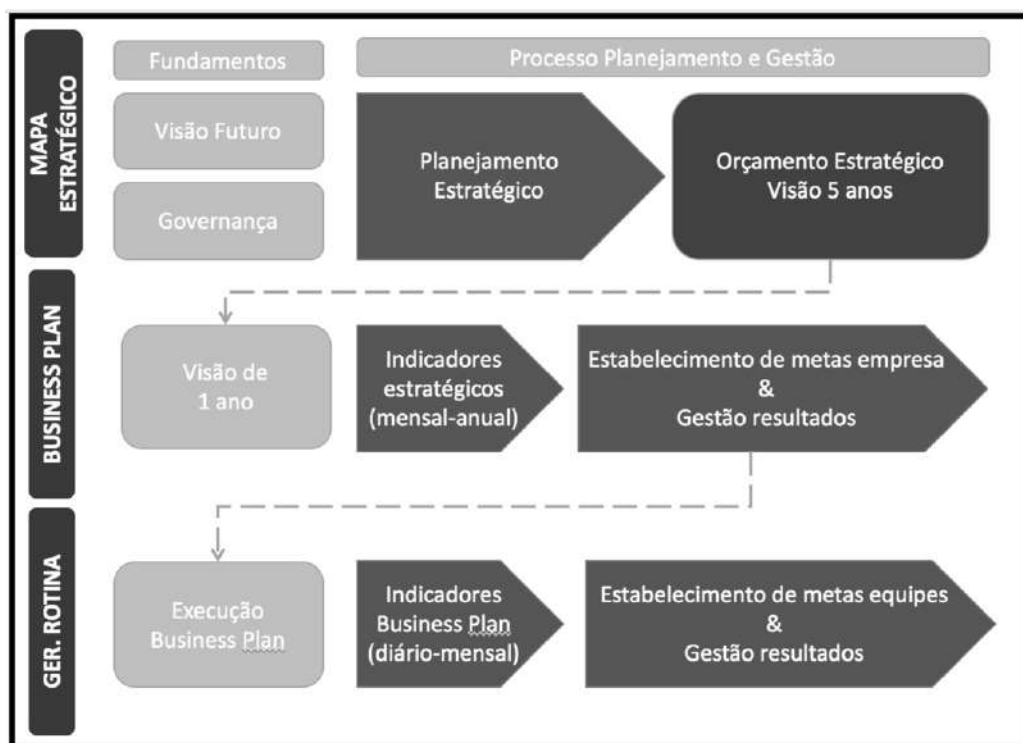 Fundamentos
Processo Planejamento e Gestão
MAPA
ESTRATÉGICO
Visão Futuro
Governança
Planejamento
Estratégico
Orçamento Estratégico
Visão 5 anos
BUSINESS PLAN
Visão de
1 ano
Indicadores
estratégicos
(mensal-anual)
Estabelecimento de metas empresa
&
Gestão resultados
GER. ROTINA
Execução
Business Plan
Indicadores
Business Plan
(diário-mensal)
Estabelecimento de metas equipes
&
Gestão resultados